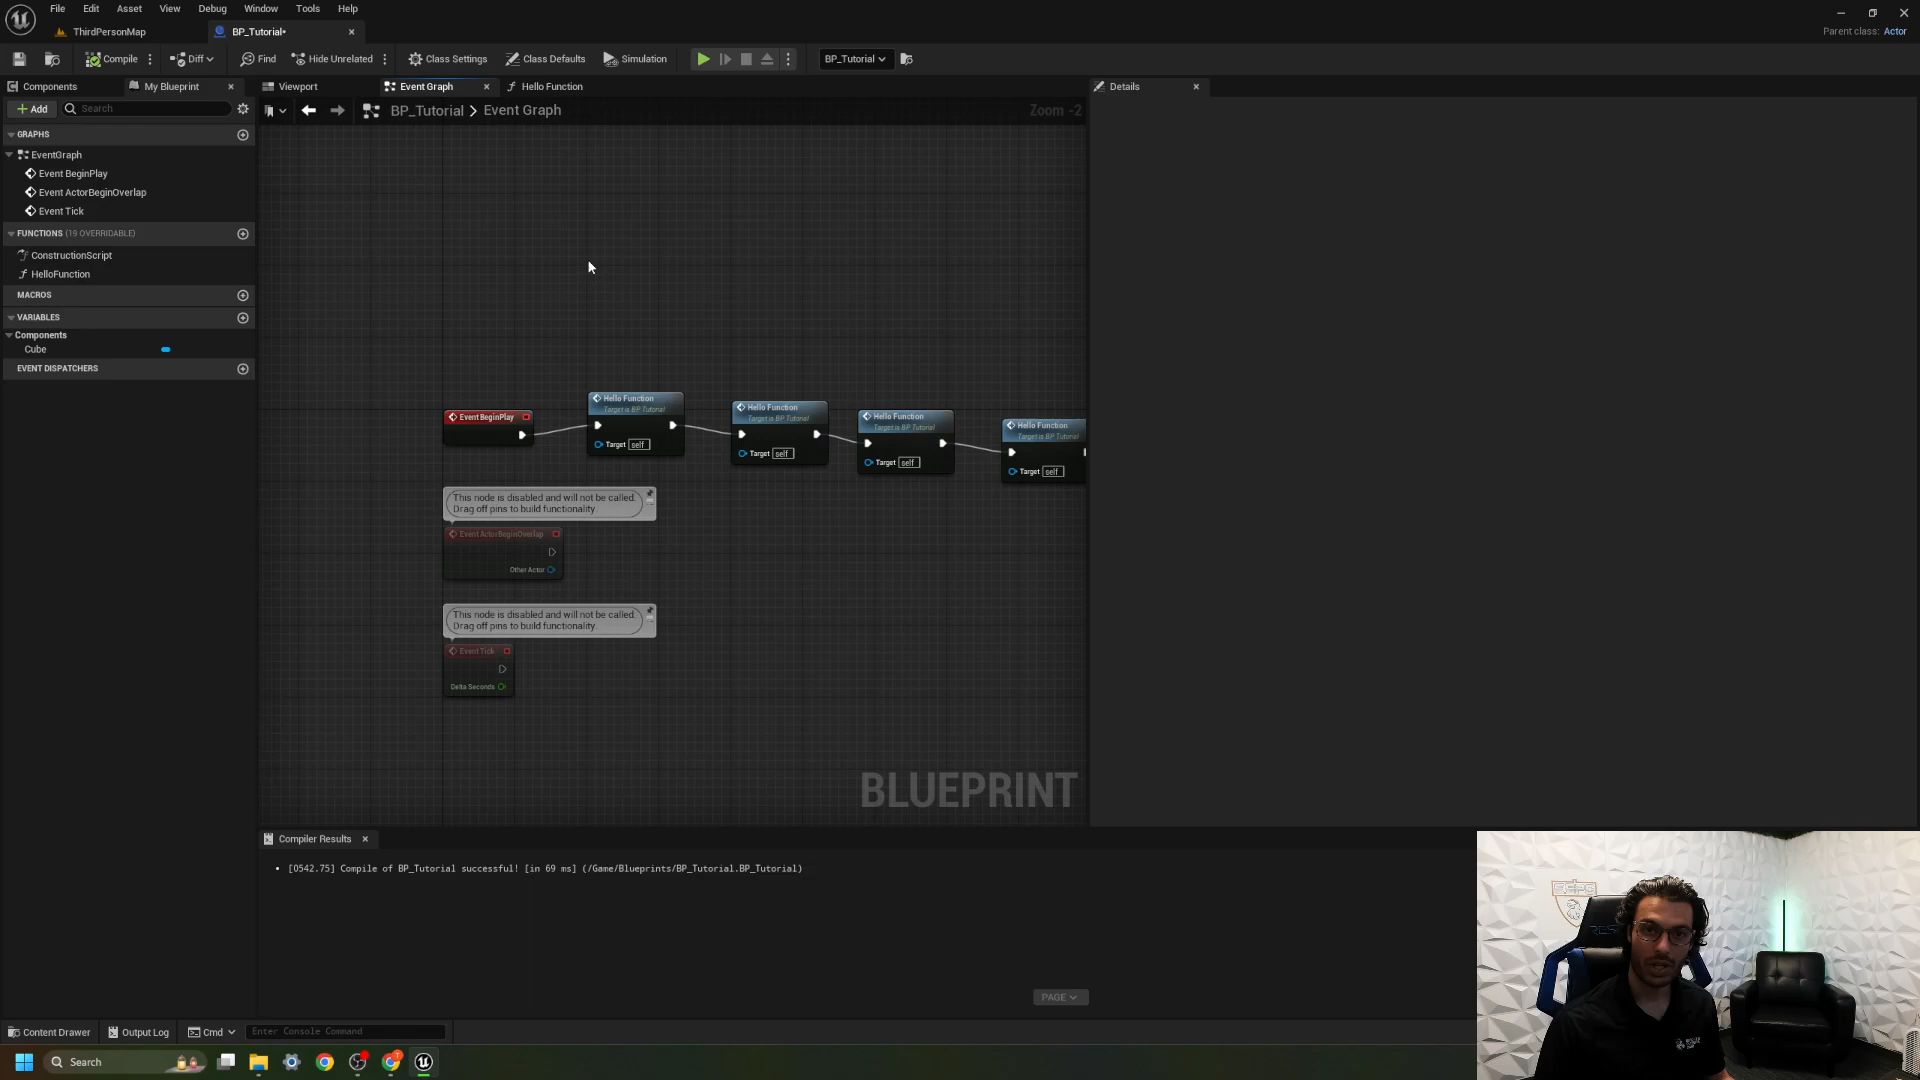 File Edit Asset View Debug Window Tools Help
ThirdPersonMap BP_Tutorial•
Parent class: Actor
Compile Diff Find Hide Unrelated Class Settings Class Defaults Simulation BP_Tutorial
Components My Blueprint Viewport Event Graph Hello Function Details
Add Search
BP_Tutorial > Event Graph Zoom -2
GRAPHS
EventGraph
Event BeginPlay
Event ActorBeginOverlap
Event Tick
FUNCTIONS (19 OVERRIDABLE)
ConstructionScript
HelloFunction
MACROS
VARIABLES
Components
Cube
EVENT DISPATCHERS
Event BeginPlay
Hello Function
Target is BP Tutorial
Target self
Hello Function
Target is BP Tutorial
Target self
Hello Function
Target is BP Tutorial
Target self
Hello Function
Target is BP Tutorial
Target self
This node is disabled and will not be called.
Drag off pins to build functionality.
Event ActorBeginOverlap
Other Actor
This node is disabled and will not be called.
Drag off pins to build functionality.
Event Tick
Delta Seconds
BLUEPRINT
Compiler Results
• [0542.75] Compile of BP_Tutorial successful! [in 69 ms] (/Game/Blueprints/BP_Tutorial.BP_Tutorial)
PAGE
Content Drawer Output Log Cmd Enter Console Command
Search